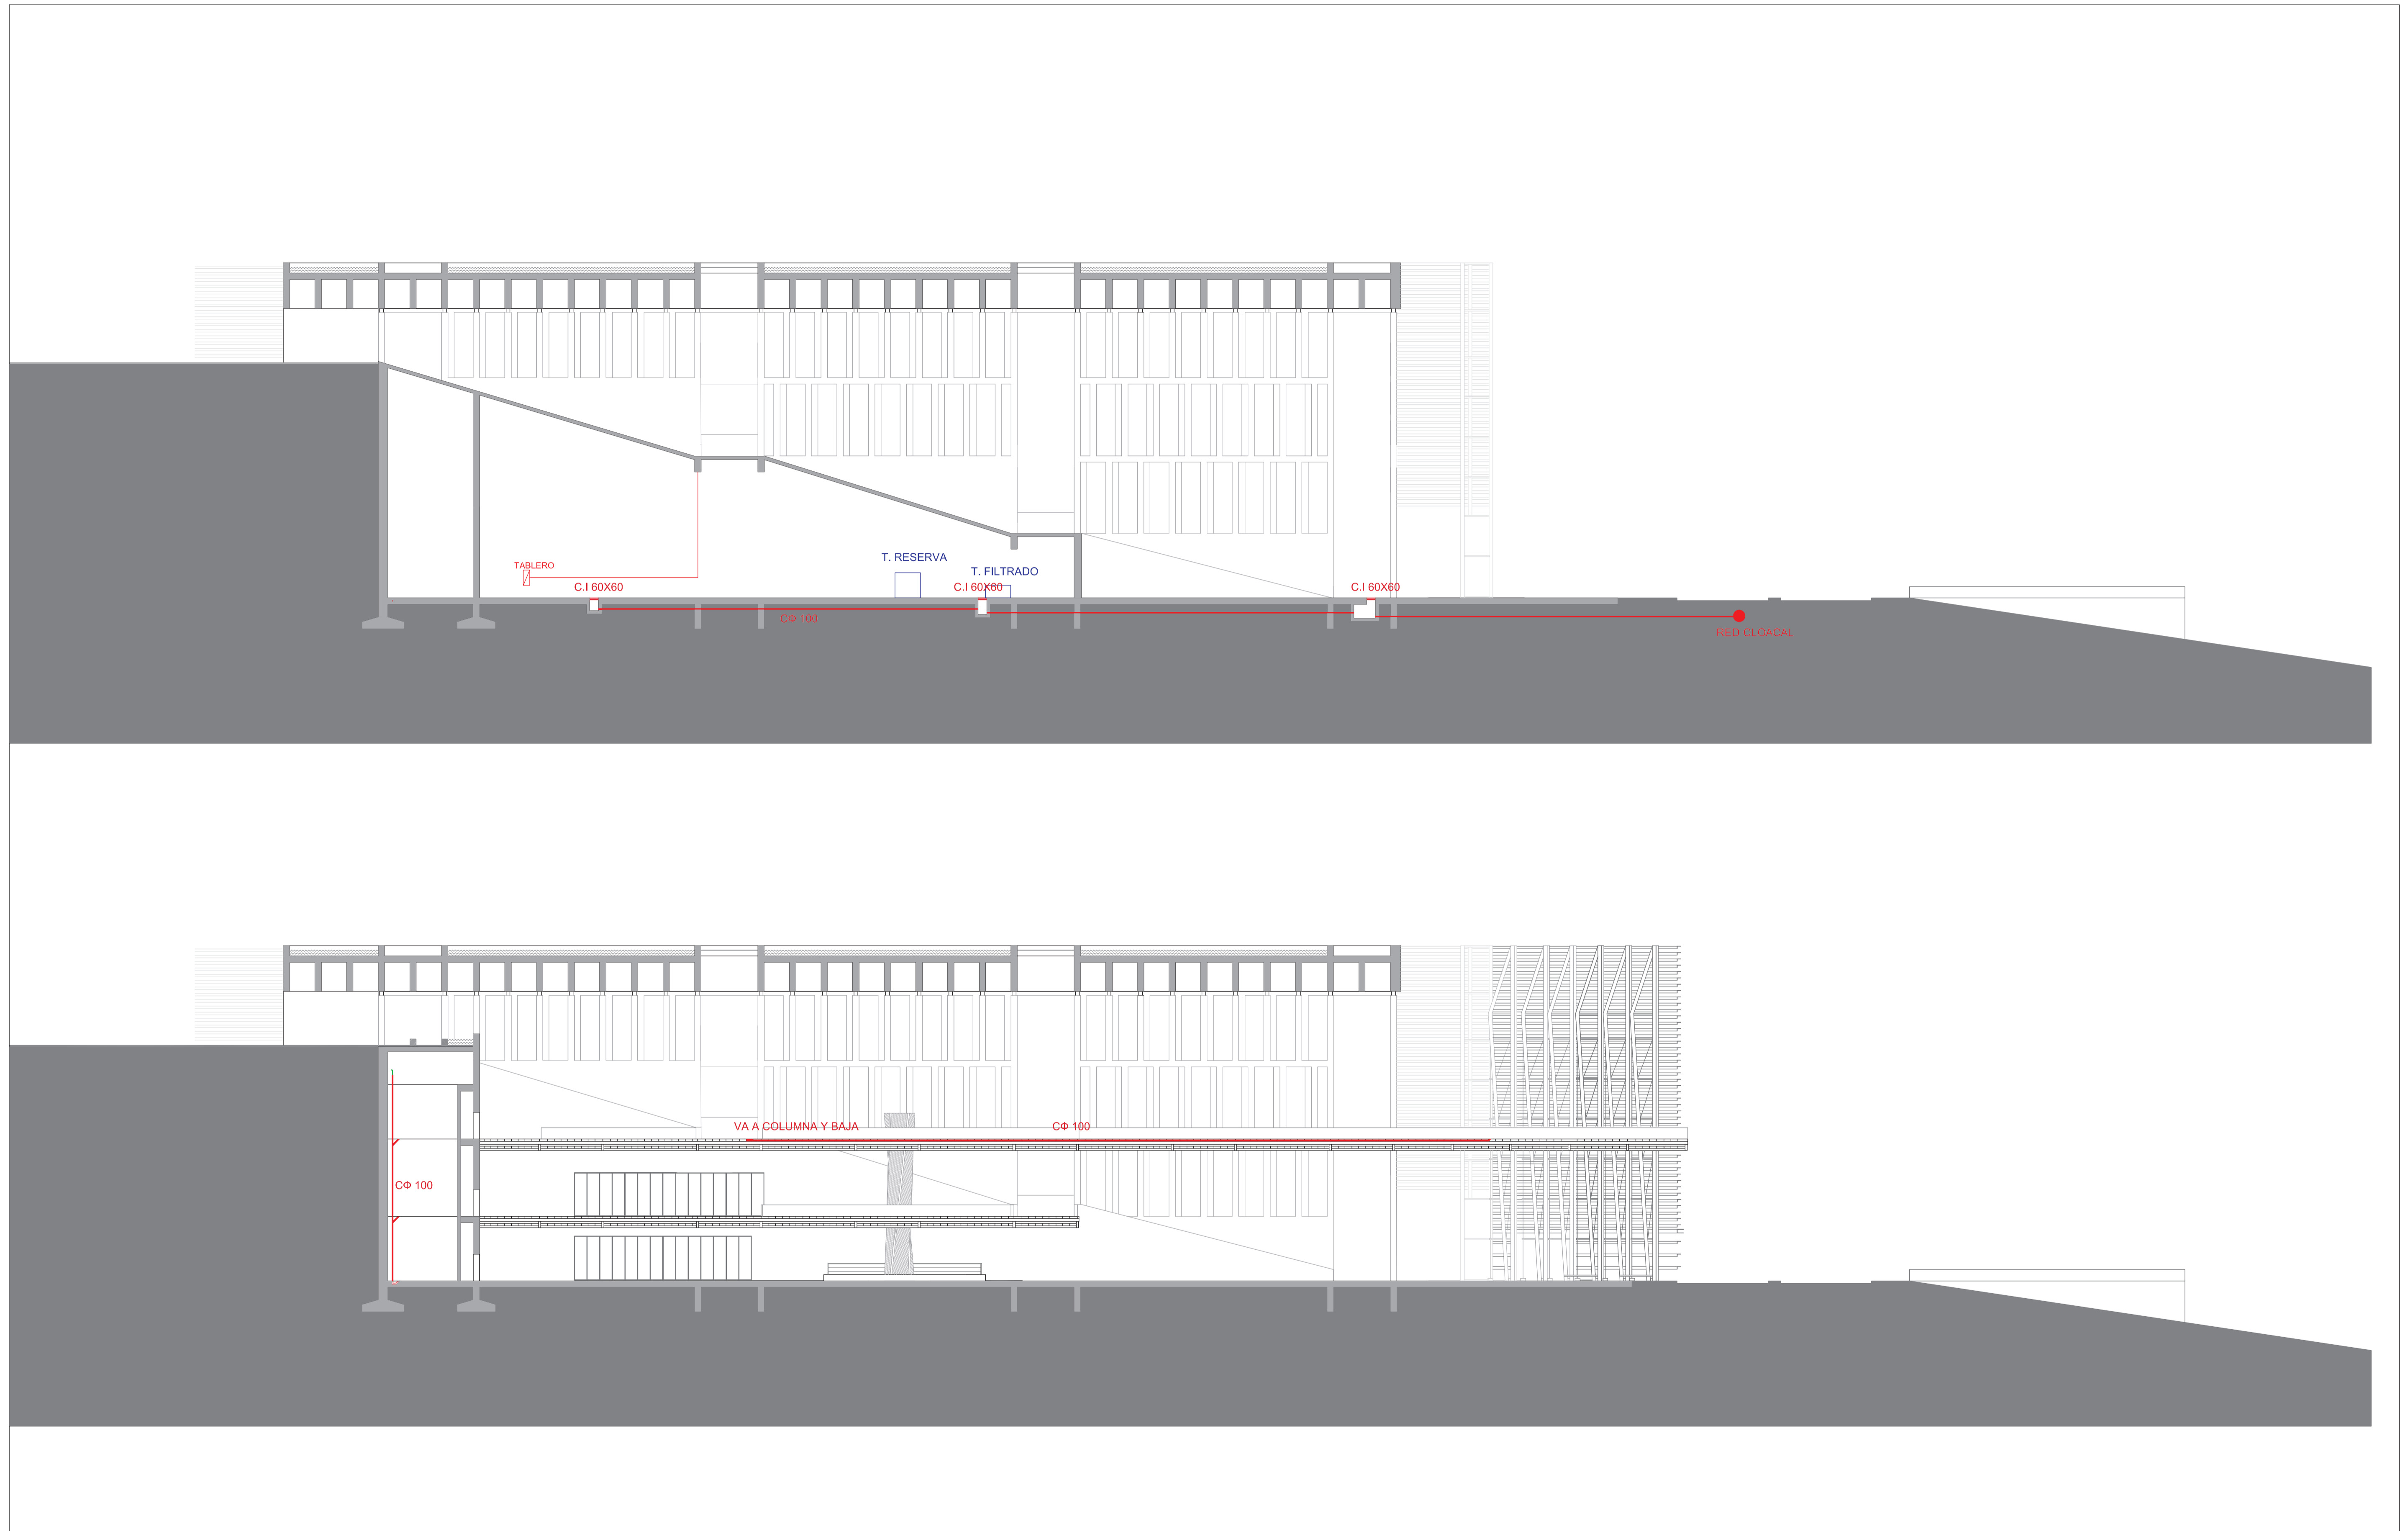 T. RESERVA
TABLERO
T. FILTRADO
C.I 60X60
C.I 60X60
C.I 60X60
CΦ 100
RED CLOACAL
VA A COLUMNA Y BAJA
CΦ 100
CΦ 100